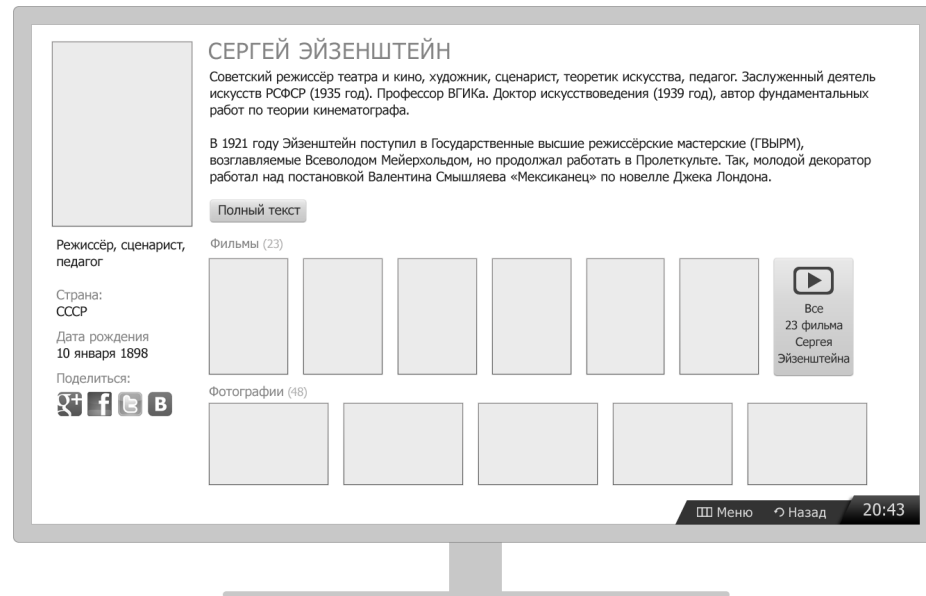 СЕРГЕЙ ЭЙЗЕНШТЕЙН
Советский режиссёр театра и кино, художник, сценарист, теоретик искусства, педагог. Заслуженный деятель
искусств РСФСР (1935 год). Профессор ВГИКа. Доктор искусствоведения (1939 год), автор фундаментальных
работ по теории кинематографа.
В 1921 году Эйзенштейн поступил в Государственные высшие режиссёрские мастерские (ГВЫРМ),
возглавляемые Всеволодом Мейерхольдом, но продолжал работать в Пролеткульте. Так, молодой декоратор
работал над постановкой Валентина Смышляева «Мексиканец» по новелле Джека Лондона.
Полный текст
Режиссёр, сценарист,
педагог
Страна:
СССР
Дата рождения
10 января 1898
Поделиться:
g+ f t B
Фильмы (23)
Все
23 фильма
Сергея
Эйзенштейна
Фотографии (48)
Меню
Назад
20:43